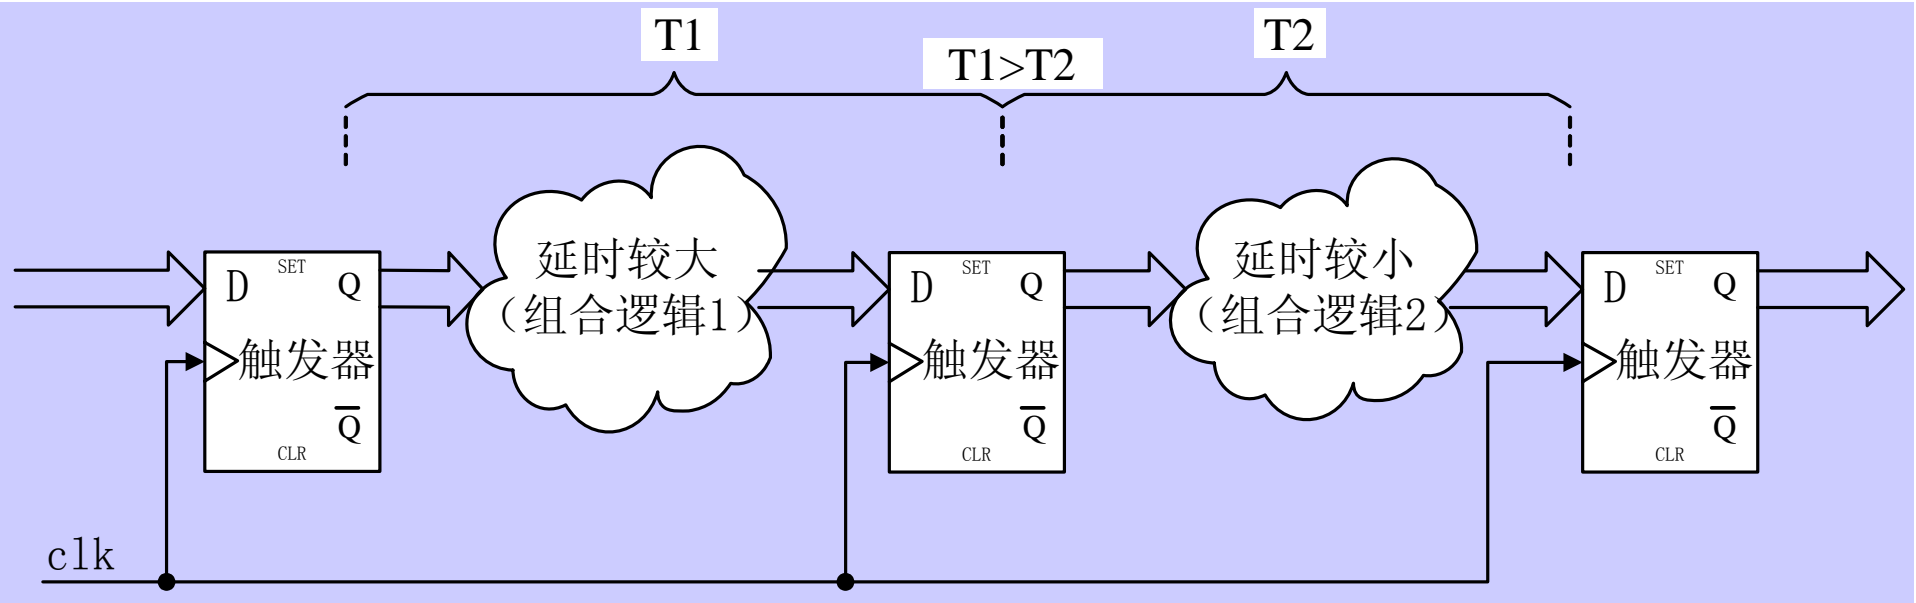 T1
T1>T2
T2
D
SET
Q
触发器
Q
CLR
延时较大
(组合逻辑1)
D
SET
Q
触发器
Q
CLR
延时较小
(组合逻辑2)
D
SET
Q
触发器
Q
CLR
clk